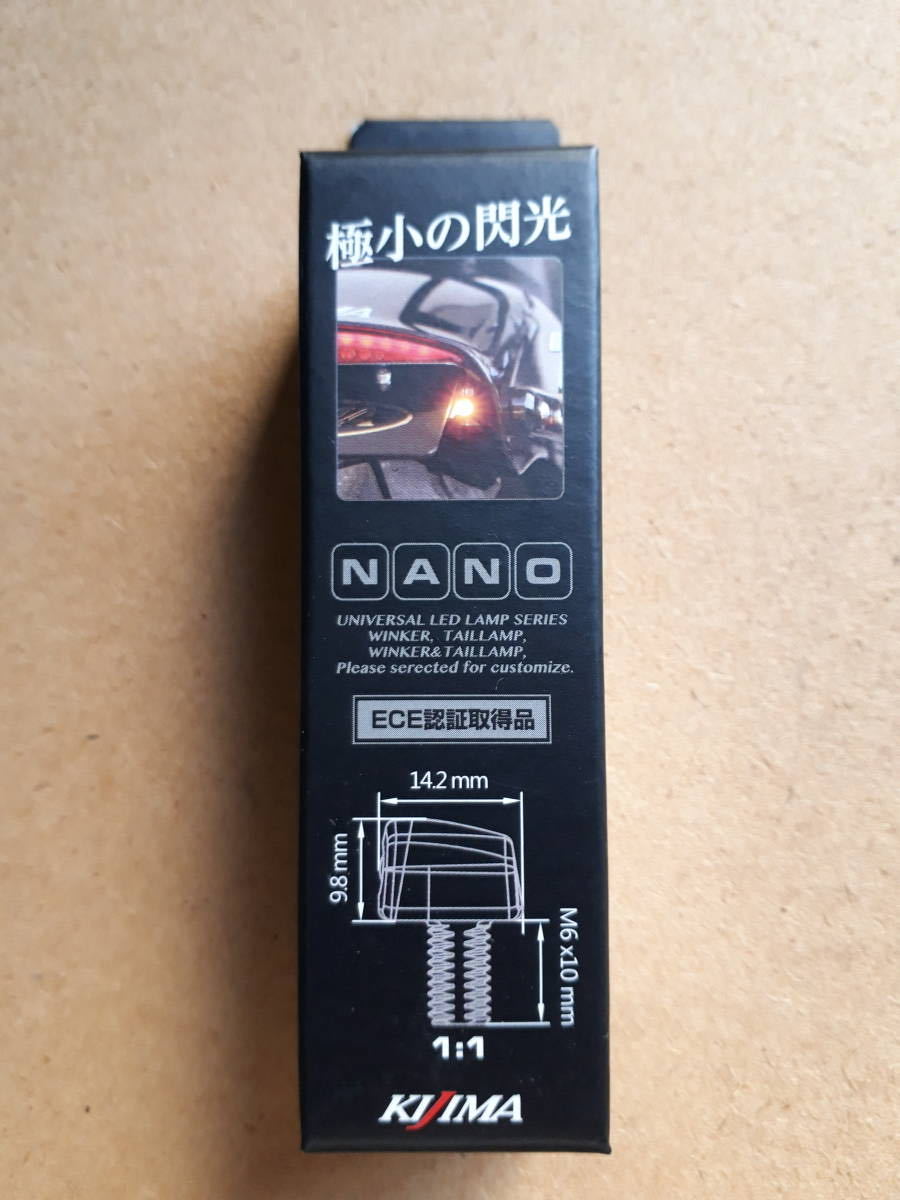 極小の閃光
MA
NANO
UNIVERSAL LED LAMP SERIES
WINKER, TAILLAMP,
WINKER&TAILLAMP,
Please serected for customize.
ECE認証取得品
14.2 mm
9.8 mm
M6 x10 mm
1:1
KIJIMA